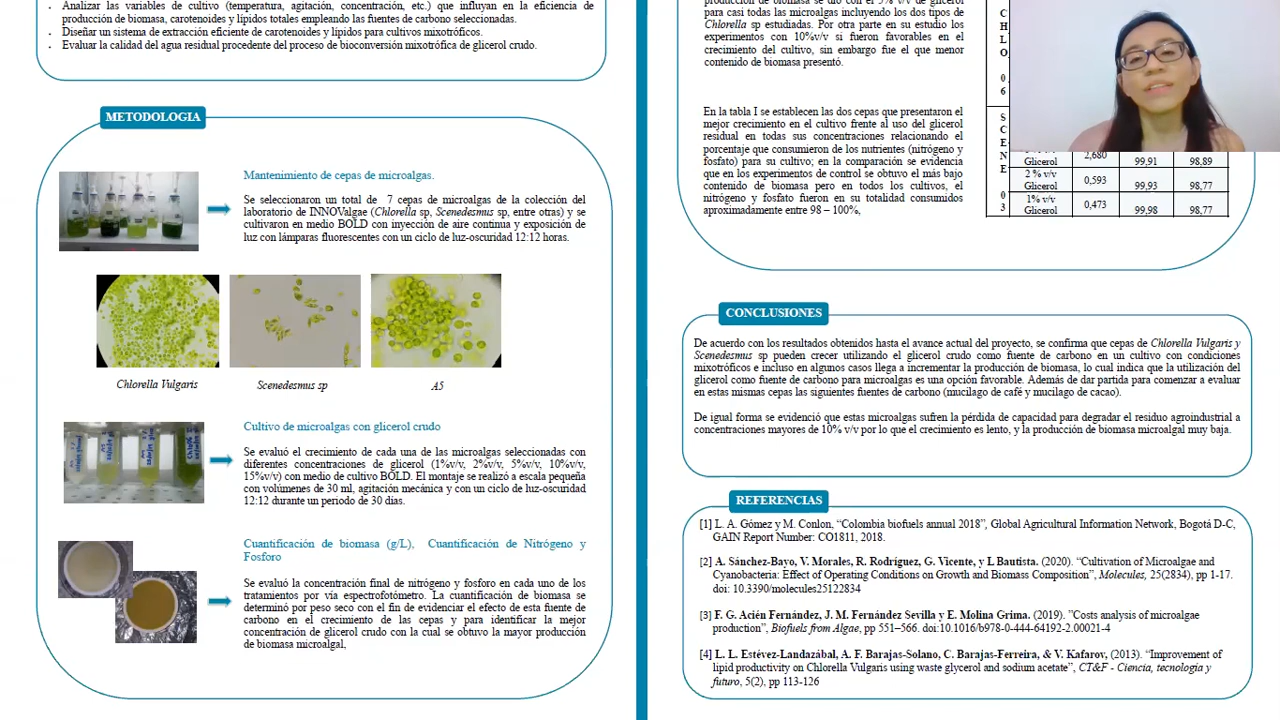 Analizar las variables de cultivo (temperatura, agitación, concentración, etc.) que influyan en la eficiencia de
producción de biomasa, carotenoides y lípidos totales empleando las fuentes de carbono seleccionadas.
Diseñar un sistema de extracción eficiente de carotenoides y lípidos para cultivos mixotróficos.
Evaluar la calidad del agua residual procedente del proceso de bioconversión mixotrófica de glicerol crudo.
METODOLOGIA
Mantenimiento de cepas de microalgas.
Se seleccionaron un total de 7 cepas de microalgas de la colección del
laboratorio de INNOValgae (Chlorella sp, Scenedesmus sp, entre otras) y se
cultivaron en medio BOLD con inyección de aire continua y exposición de
luz con lámparas fluorescentes con un ciclo de luz-oscuridad 12:12 horas.
Chlorella Vulgaris
Scenedesmus sp
A5
Cultivo de microalgas con glicerol crudo
Se evaluó el crecimiento de cada una de las microalgas seleccionadas con
diferentes concentraciones de glicerol (1%v/v, 2%v/v, 5%v/v, 10%v/v,
15%v/v) con medio de cultivo BOLD. El montaje se realizó a escala pequeña
con volúmenes de 30 ml, agitación mecánica y con un ciclo de luz-oscuridad
12:12 durante un periodo de 30 días.
Cuantificación de biomasa (g/L), Cuantificación de Nitrógeno y
Fosforo
Se evaluó la concentración final de nitrógeno y fosforo en cada uno de los
tratamientos por vía espectrofotómetro. La cuantificación de biomasa se
determinó por peso seco con el fin de evidenciar el efecto de esta fuente de
carbono en el crecimiento de las cepas y para identificar la mejor
concentración de glicerol crudo con la cual se obtuvo la mayor producción
de biomasa microalgal,
producción de biomasa se dio con el 5% v/v de glicerol
para casi todas las microalgas incluyendo los dos tipos de
Chlorella sp estudiadas. Por otra parte en su estudio los
experimentos con 10%v/v si fueron favorables en el
crecimiento del cultivo, sin embargo fue el que menor
contenido de biomasa presentó.
En la tabla I se establecen las dos cepas que presentaron el
mejor crecimiento en el cultivo frente al uso del glicerol
residual en todas sus concentraciones relacionando el
porcentaje que consumieron de los nutrientes (nitrógeno y
fosfato) para su cultivo; en la comparación se evidencia
que en los experimentos de control se obtuvo el más bajo
contenido de biomasa pero en todos los cultivos, el
nitrógeno y fosfato fueron en su totalidad consumidos
aproximadamente entre 98 – 100%,
C
H
L
O.
0
6
S
C
E
N
E
0
3
Glicerol 2,680 99,91 98,89
2 % v/v
Glicerol 0,593 99,93 98,77
1% v/v
Glicerol 0,473 99,98 98,77
CONCLUSIONES
De acuerdo con los resultados obtenidos hasta el avance actual del proyecto, se confirma que cepas de Chlorella Vulgaris y
Scenedesmus sp pueden crecer utilizando el glicerol crudo como fuente de carbono en un cultivo con condiciones
mixotróficos e incluso en algunos casos llega a incrementar la producción de biomasa, lo cual indica que la utilización del
glicerol como fuente de carbono para microalgas es una opción favorable. Además de dar partida para comenzar a evaluar
en estas mismas cepas las siguientes fuentes de carbono (mucilago de café y mucilago de cacao).
De igual forma se evidenció que estas microalgas sufren la pérdida de capacidad para degradar el residuo agroindustrial a
concentraciones mayores de 10% v/v por lo que el crecimiento es lento, y la producción de biomasa microalgal muy baja.
REFERENCIAS
[1] L. A. Gómez y M. Conlon, “Colombia biofuels annual 2018”, Global Agricultural Information Network, Bogotá D-C,
GAIN Report Number: CO1811, 2018.
[2] A. Sánchez-Bayo, V. Morales, R. Rodríguez, G. Vicente, y L Bautista. (2020). “Cultivation of Microalgae and
Cyanobacteria: Effect of Operating Conditions on Growth and Biomass Composition”, Molecules, 25(2834), pp 1-17.
doi: 10.3390/molecules25122834
[3] F. G. Acién Fernández, J. M. Fernández Sevilla y E. Molina Grima. (2019). ”Costs analysis of microalgae
production”, Biofuels from Algae, pp 551–566. doi:10.1016/b978-0-444-64192-2.00021-4
[4] L. L. Estévez-Landazábal, A. F. Barajas-Solano, C. Barajas-Ferreira, & V. Kafarov, (2013). “Improvement of
lipid productivity on Chlorella Vulgaris using waste glycerol and sodium acetate”, CT&F - Ciencia, tecnología y
futuro, 5(2), pp 113-126